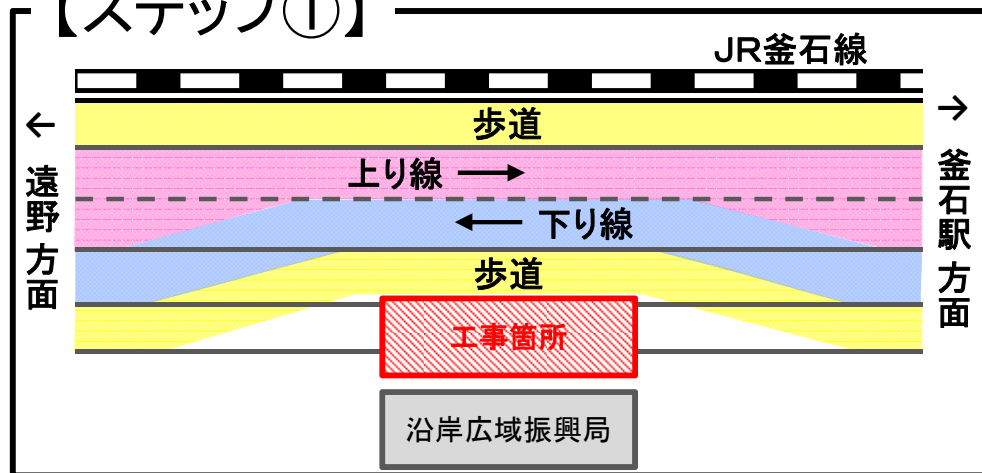 【ステップ①】
JR釜石線
← 遠野方面
→ 釜石駅方面
歩道
上り線 →
← 下り線
歩道
工事箇所
沿岸広域振興局